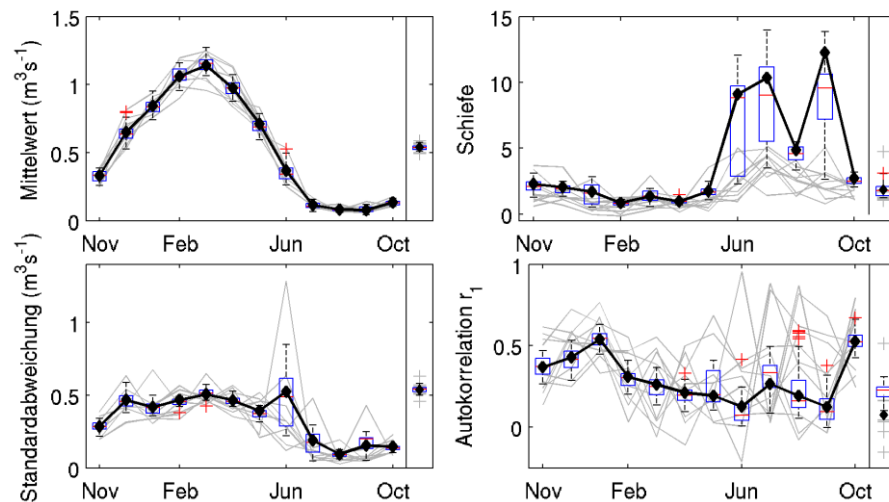 Mittelwert (m³s⁻¹)
1.5
1
0.5
0
Nov Feb Jun Oct
Schiefe
15
10
5
0
Nov Feb Jun Oct
Standardabweichung (m³s⁻¹)
1
0.5
0
Nov Feb Jun Oct
Autokorrelation r₁
1
0.5
0
Nov Feb Jun Oct